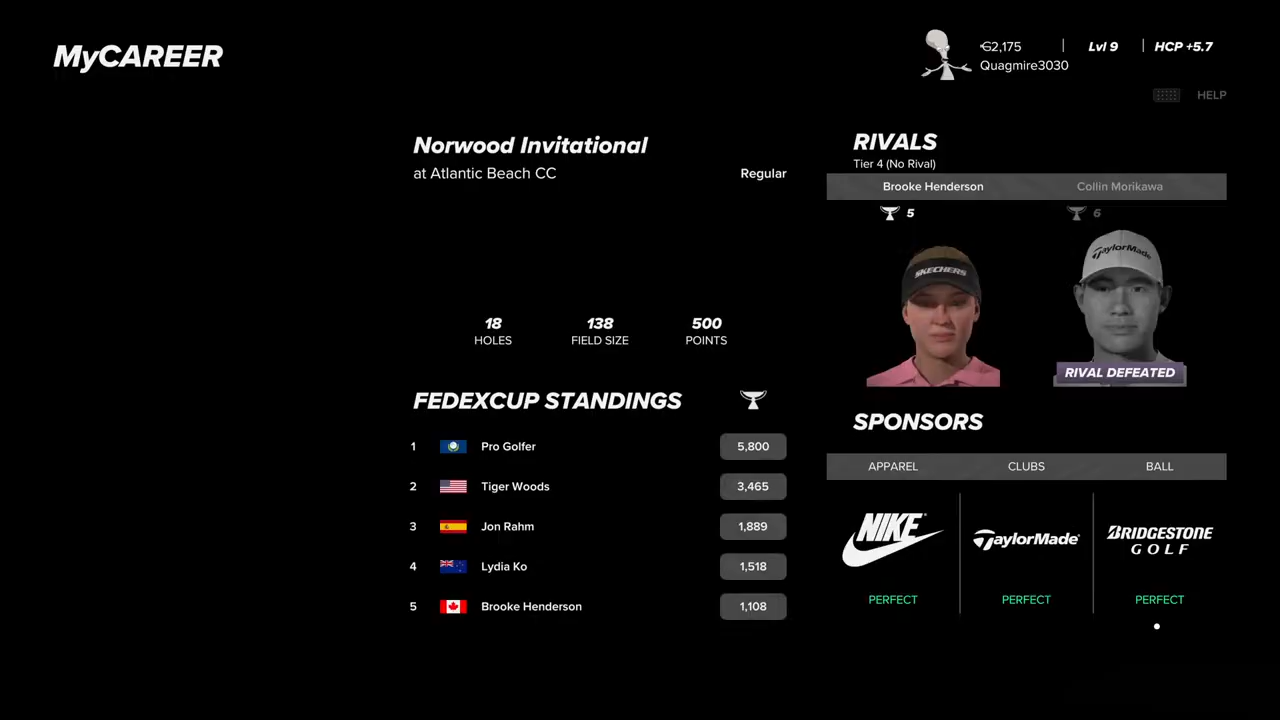 MyCAREER
2,175
Lvl 9
HCP +5.7
Quagmire3030
HELP
Norwood Invitational
at Atlantic Beach CC
Regular
18
HOLES
138
FIELD SIZE
500
POINTS
FEDEXCUP STANDINGS
1 Pro Golfer 5,800
2 Tiger Woods 3,465
3 Jon Rahm 1,889
4 Lydia Ko 1,518
5 Brooke Henderson 1,108
RIVALS
Tier 4 (No Rival)
Brooke Henderson
Collin Morikawa
5
6
SKECHERS
TaylorMade
RIVAL DEFEATED
SPONSORS
APPAREL
CLUBS
BALL
NIKE
TaylorMade
BRIDGESTONE
GOLF
PERFECT
PERFECT
PERFECT